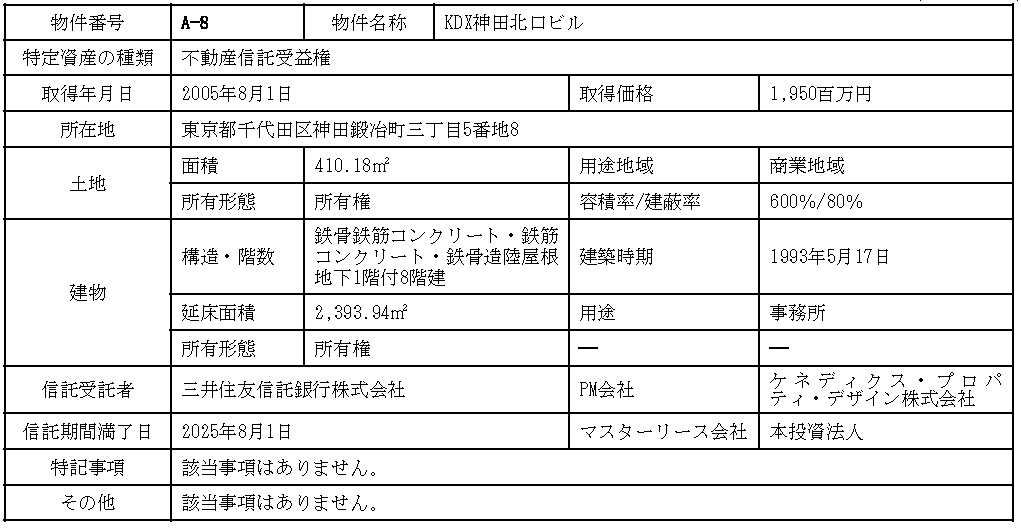 物件番号 A-8 物件名称 KDX神田北口ビル
特定資産の種類 不動産信託受益権
取得年月日 2005年8月1日 取得価格 1,950百万円
所在地 東京都千代田区神田鍛冶町三丁目5番地8
土地 面積 410.18㎡ 用途地域 商業地域
所有形態 所有権 容積率/建蔽率 600%/80%
建物 構造・階数 鉄骨鉄筋コンクリート・鉄筋
コンクリート・鉄骨造陸屋根
地下1階付8階建 建築時期 1993年5月17日
延床面積 2,393.94㎡ 用途 事務所
所有形態 所有権 ― ―
信託受託者 三井住友信託銀行株式会社 PM会社 ケネディクス・プロパ
ティ・デザイン株式会社
信託期間満了日 2025年8月1日 マスターリース会社 本投資法人
特記事項 該当事項はありません。
その他 該当事項はありません。